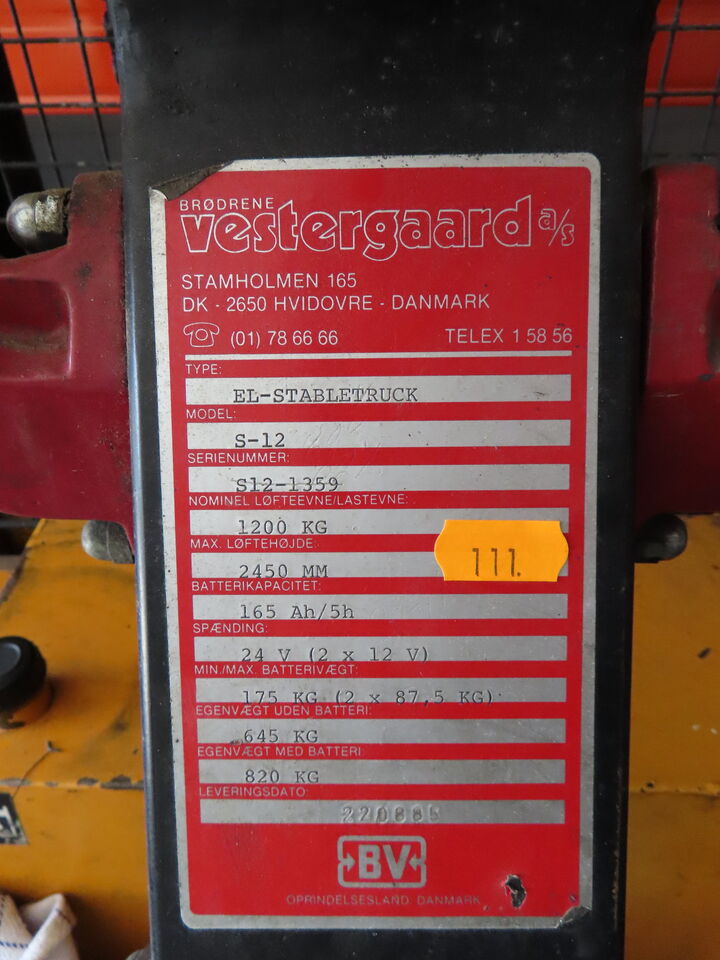 BRØDRENE
vestergaard a/s
STAMHOLMEN 165
DK - 2650 HVIDOVRE - DANMARK
(01) 78 66 66 TELEX 1 58 56
TYPE:
EL-STABLETRUCK
MODEL:
S-12
SERIENUMMER:
S12-1359
NOMINEL LØFTEEVNE/LASTEVNE:
1200 KG
MAX. LØFTEHØJDE:
2450 MM
111.
BATTERIKAPACITET:
165 Ah/5h
SPÆNDING:
24 V (2 x 12 V)
MIN./MAX. BATTERIVÆGT:
175 KG (2 x 87,5 KG)
EGENVÆGT UDEN BATTERI:
645 KG
EGENVÆGT MED BATTERI:
820 KG
LEVERINGSDATO:
220885
BV
OPRINDELSESLAND: DANMARK